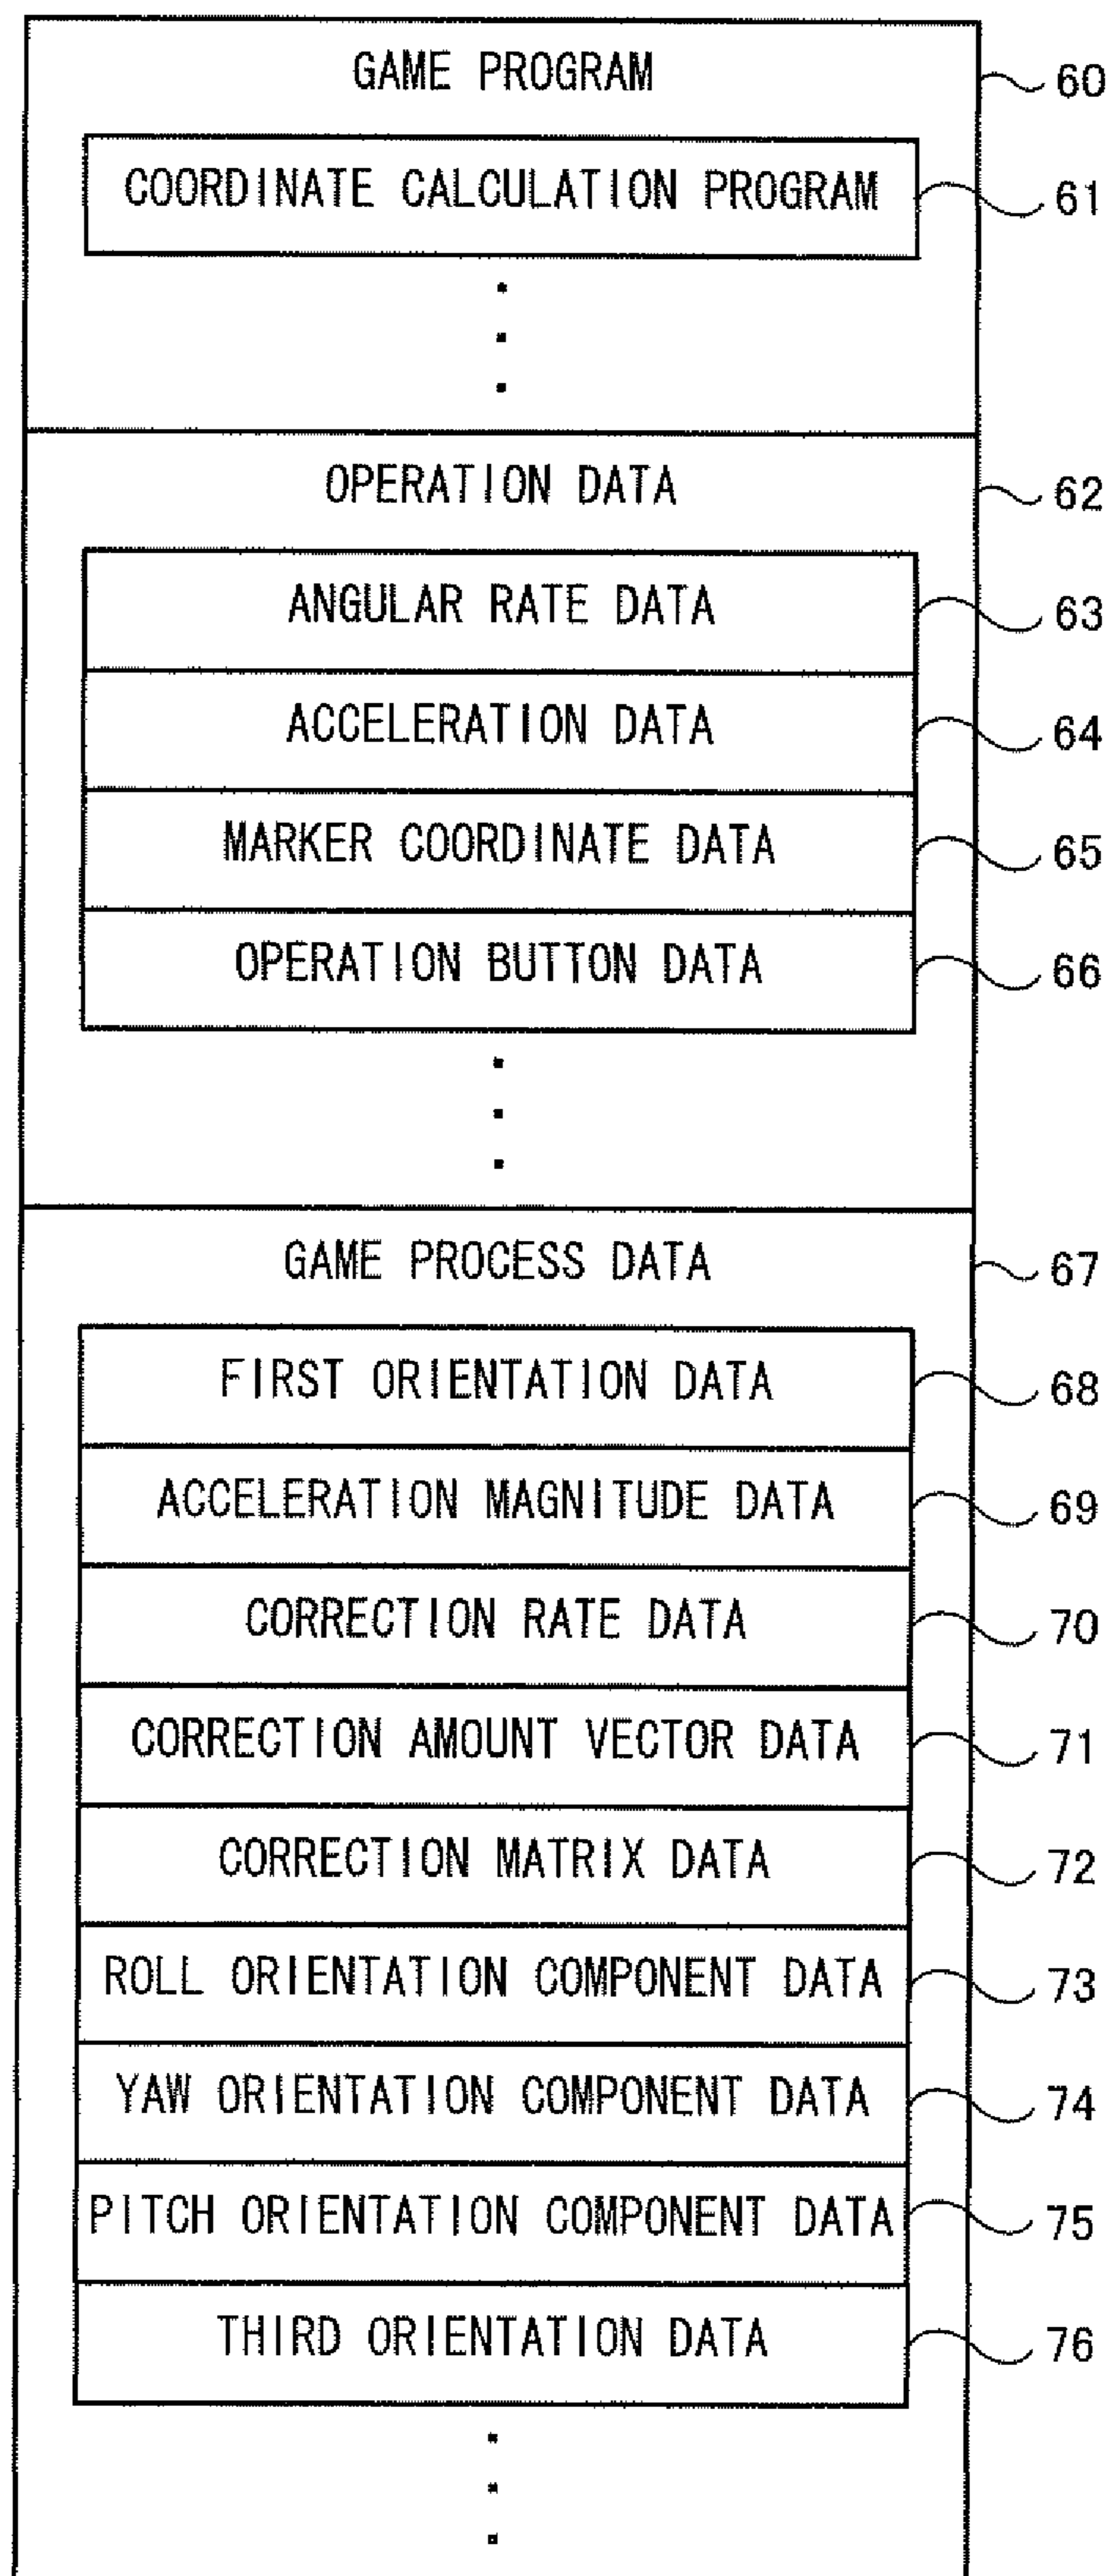 GAME PROGRAM 60
COORDINATE CALCULATION PROGRAM 61
OPERATION DATA 62
ANGULAR RATE DATA 63
ACCELERATION DATA 64
MARKER COORDINATE DATA 65
OPERATION BUTTON DATA 66
GAME PROCESS DATA 67
FIRST ORIENTATION DATA 68
ACCELERATION MAGNITUDE DATA 69
CORRECTION RATE DATA 70
CORRECTION AMOUNT VECTOR DATA 71
CORRECTION MATRIX DATA 72
ROLL ORIENTATION COMPONENT DATA 73
YAW ORIENTATION COMPONENT DATA 74
PITCH ORIENTATION COMPONENT DATA 75
THIRD ORIENTATION DATA 76